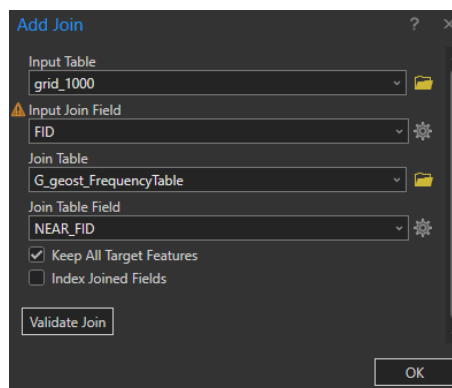 Add Join ? ×
Input Table
grid_1000
Input Join Field
FID
Join Table
G_geost_FrequencyTable
Join Table Field
NEAR_FID
Keep All Target Features
Index Joined Fields
Validate Join
OK